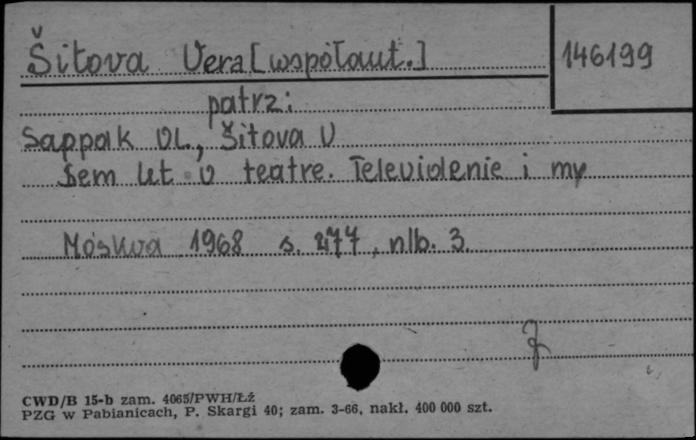 Šitova Vera [współaut.]
146199
patrz:
Sappak Vl., Šitova V
Sem let v teatre. Televidenie i my
Moskva 1968 s. 277, nlb. 3.
CWD/B 15-b zam. 4065/PWH/Łź
PZG w Pabianicach, P. Skargi 40; zam. 3-66, nakł. 400 000 szt.